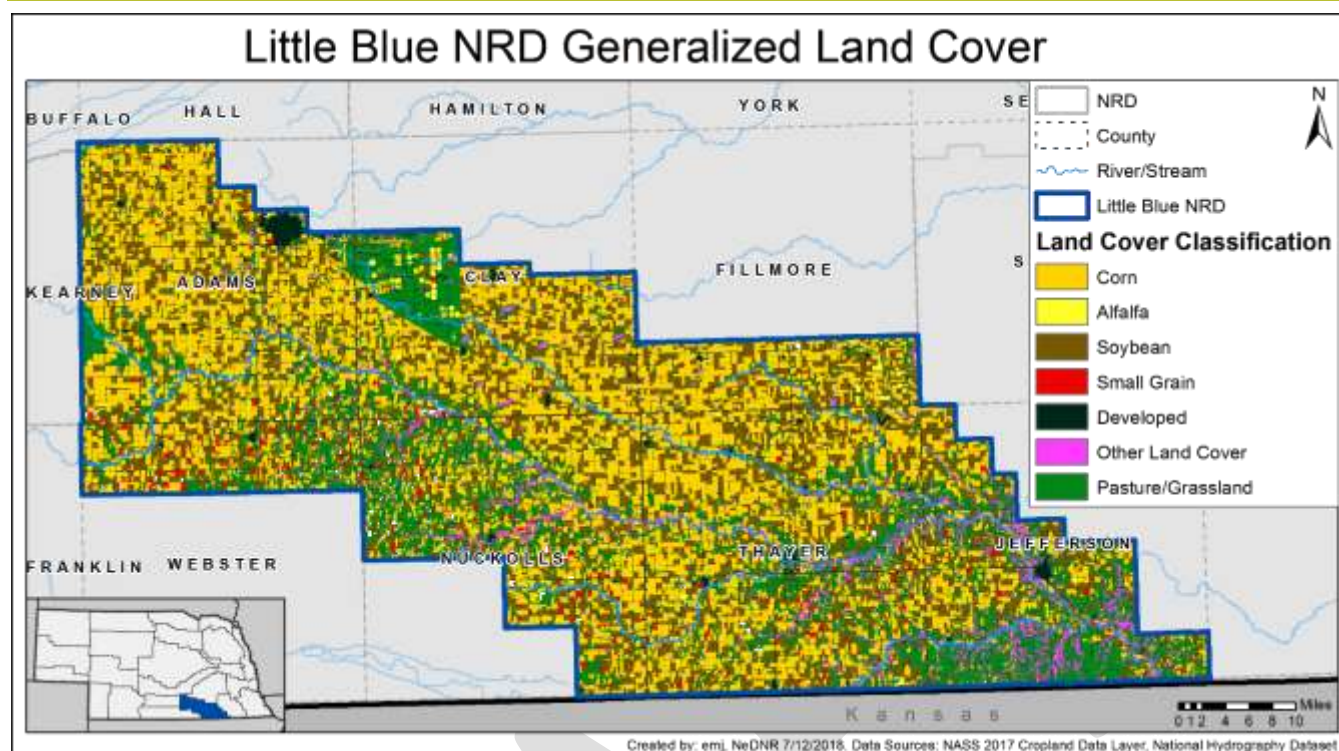 Little Blue NRD Generalized Land Cover
BUFFALO
HALL
HAMILTON
YORK
SE
N
NRD
County
River/Stream
Little Blue NRD
Land Cover Classification
Corn
Alfalfa
Soybean
Small Grain
Developed
Other Land Cover
Pasture/Grassland
KEARNEY
ADAMS
CLAY
FILLMORE
S
FRANKLIN
WEBSTER
NUCKOLLS
THAYER
JEFFERSON
Kansas
Miles
0 1 2 4 6 8 10
Created by: emj, NeDNR 7/12/2018. Data Sources: NASS 2017 Cropland Data Layer, National Hydrography Dataset